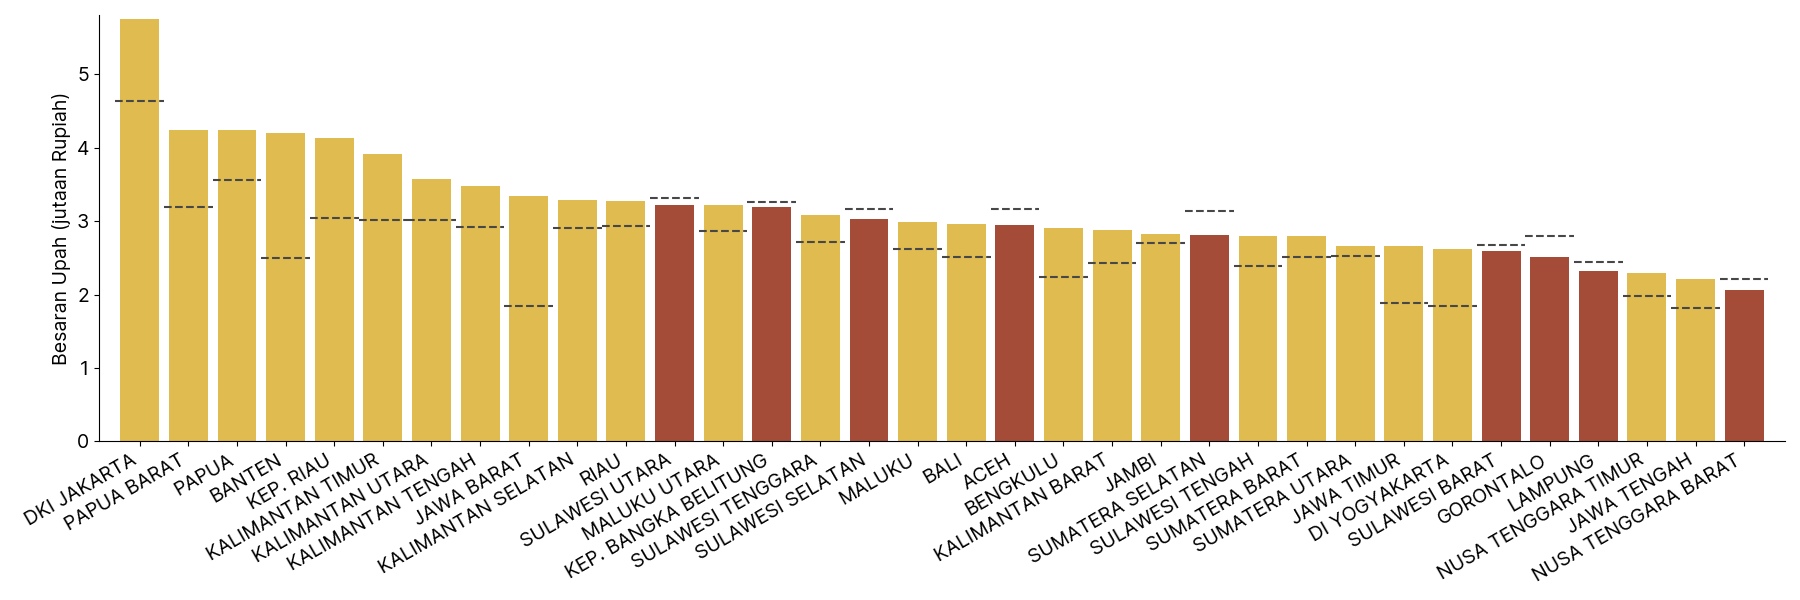 Besaran Upah (jutaan Rupiah)
5
4
3
2
1
0
DKI JAKARTA
PAPUA BARAT
PAPUA
BANTEN
KEP. RIAU
KALIMANTAN TIMUR
KALIMANTAN UTARA
KALIMANTAN TENGAH
JAWA BARAT
KALIMANTAN SELATAN
RIAU
SULAWESI UTARA
MALUKU UTARA
KEP. BANGKA BELITUNG
SULAWESI TENGGARA
SULAWESI SELATAN
MALUKU
BALI
ACEH
BENGKULU
KALIMANTAN BARAT
JAMBI
SUMATERA SELATAN
SULAWESI TENGAH
SUMATERA BARAT
SUMATERA UTARA
JAWA TIMUR
DI YOGYAKARTA
SULAWESI BARAT
GORONTALO
LAMPUNG
NUSA TENGGARA TIMUR
JAWA TENGAH
NUSA TENGGARA BARAT